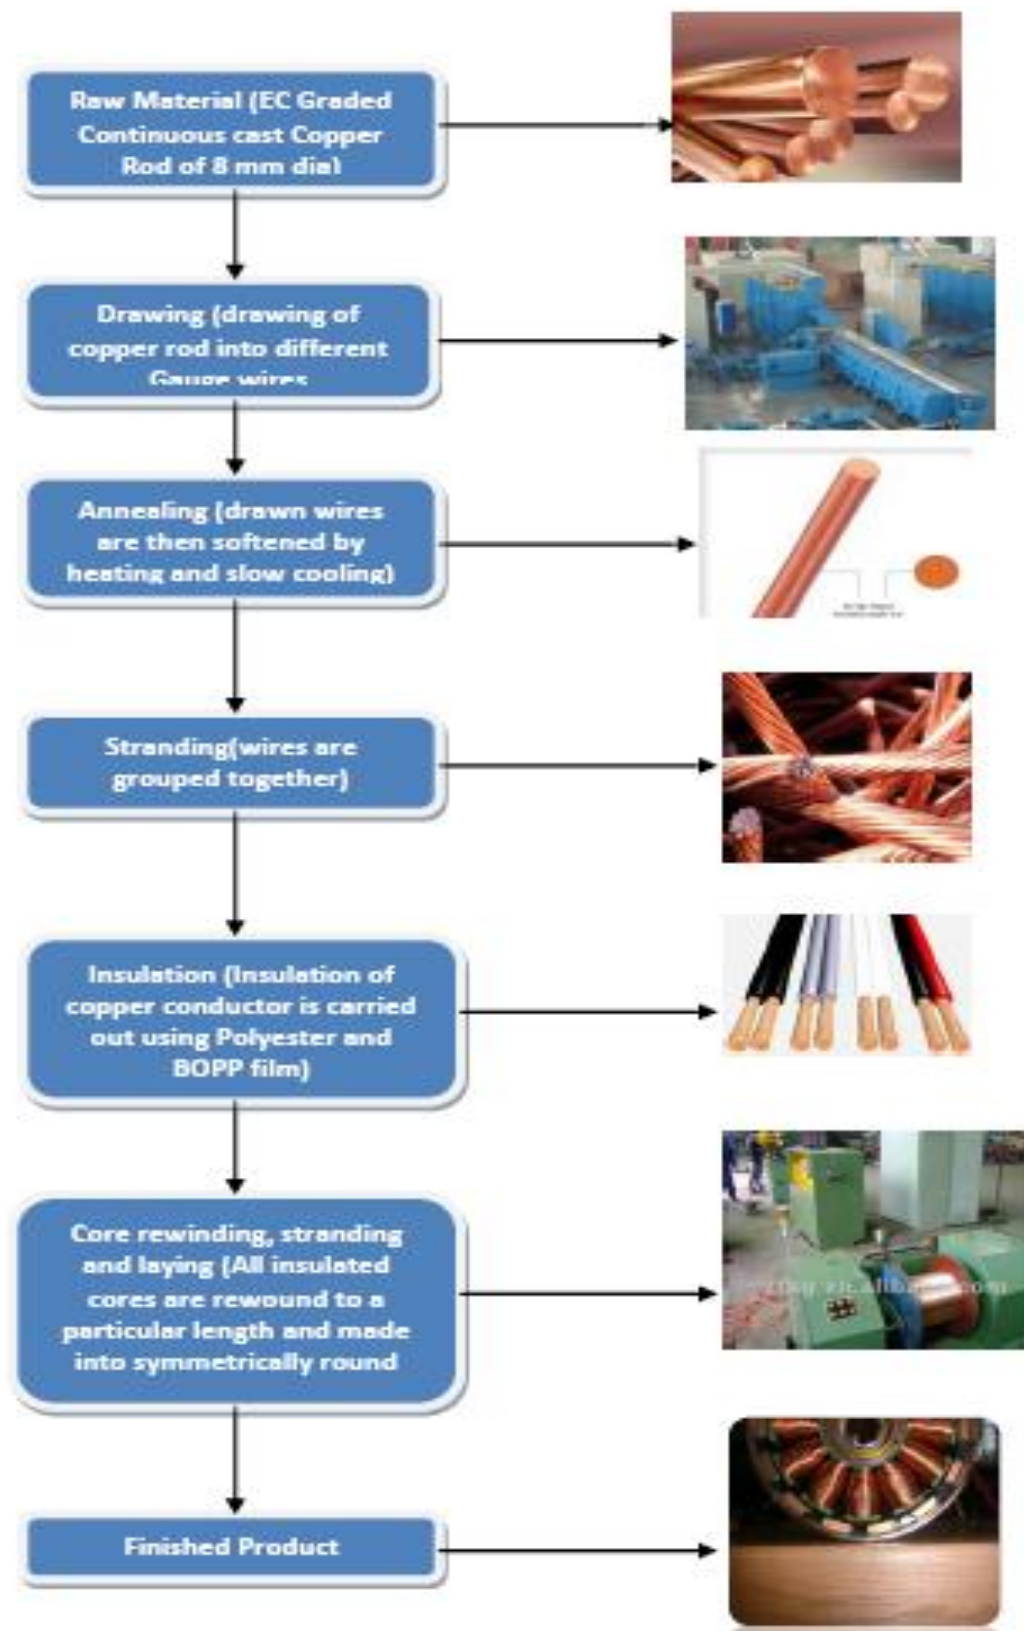 Raw Material (EC Graded
Continuous cast Copper
Rod of 8 mm dia)
Drawing (drawing of
copper rod into different
Gauge wires
Annealing (drawn wires
are then softened by
heating and slow cooling)
Stranding(wires are
grouped together)
Insulation (Insulation of
copper conductor is carried
out using Polyester and
BOPP film)
Core rewinding, stranding
and laying (All insulated
cores are rewound to a
particular length and made
into symmetrically round
Finished Product